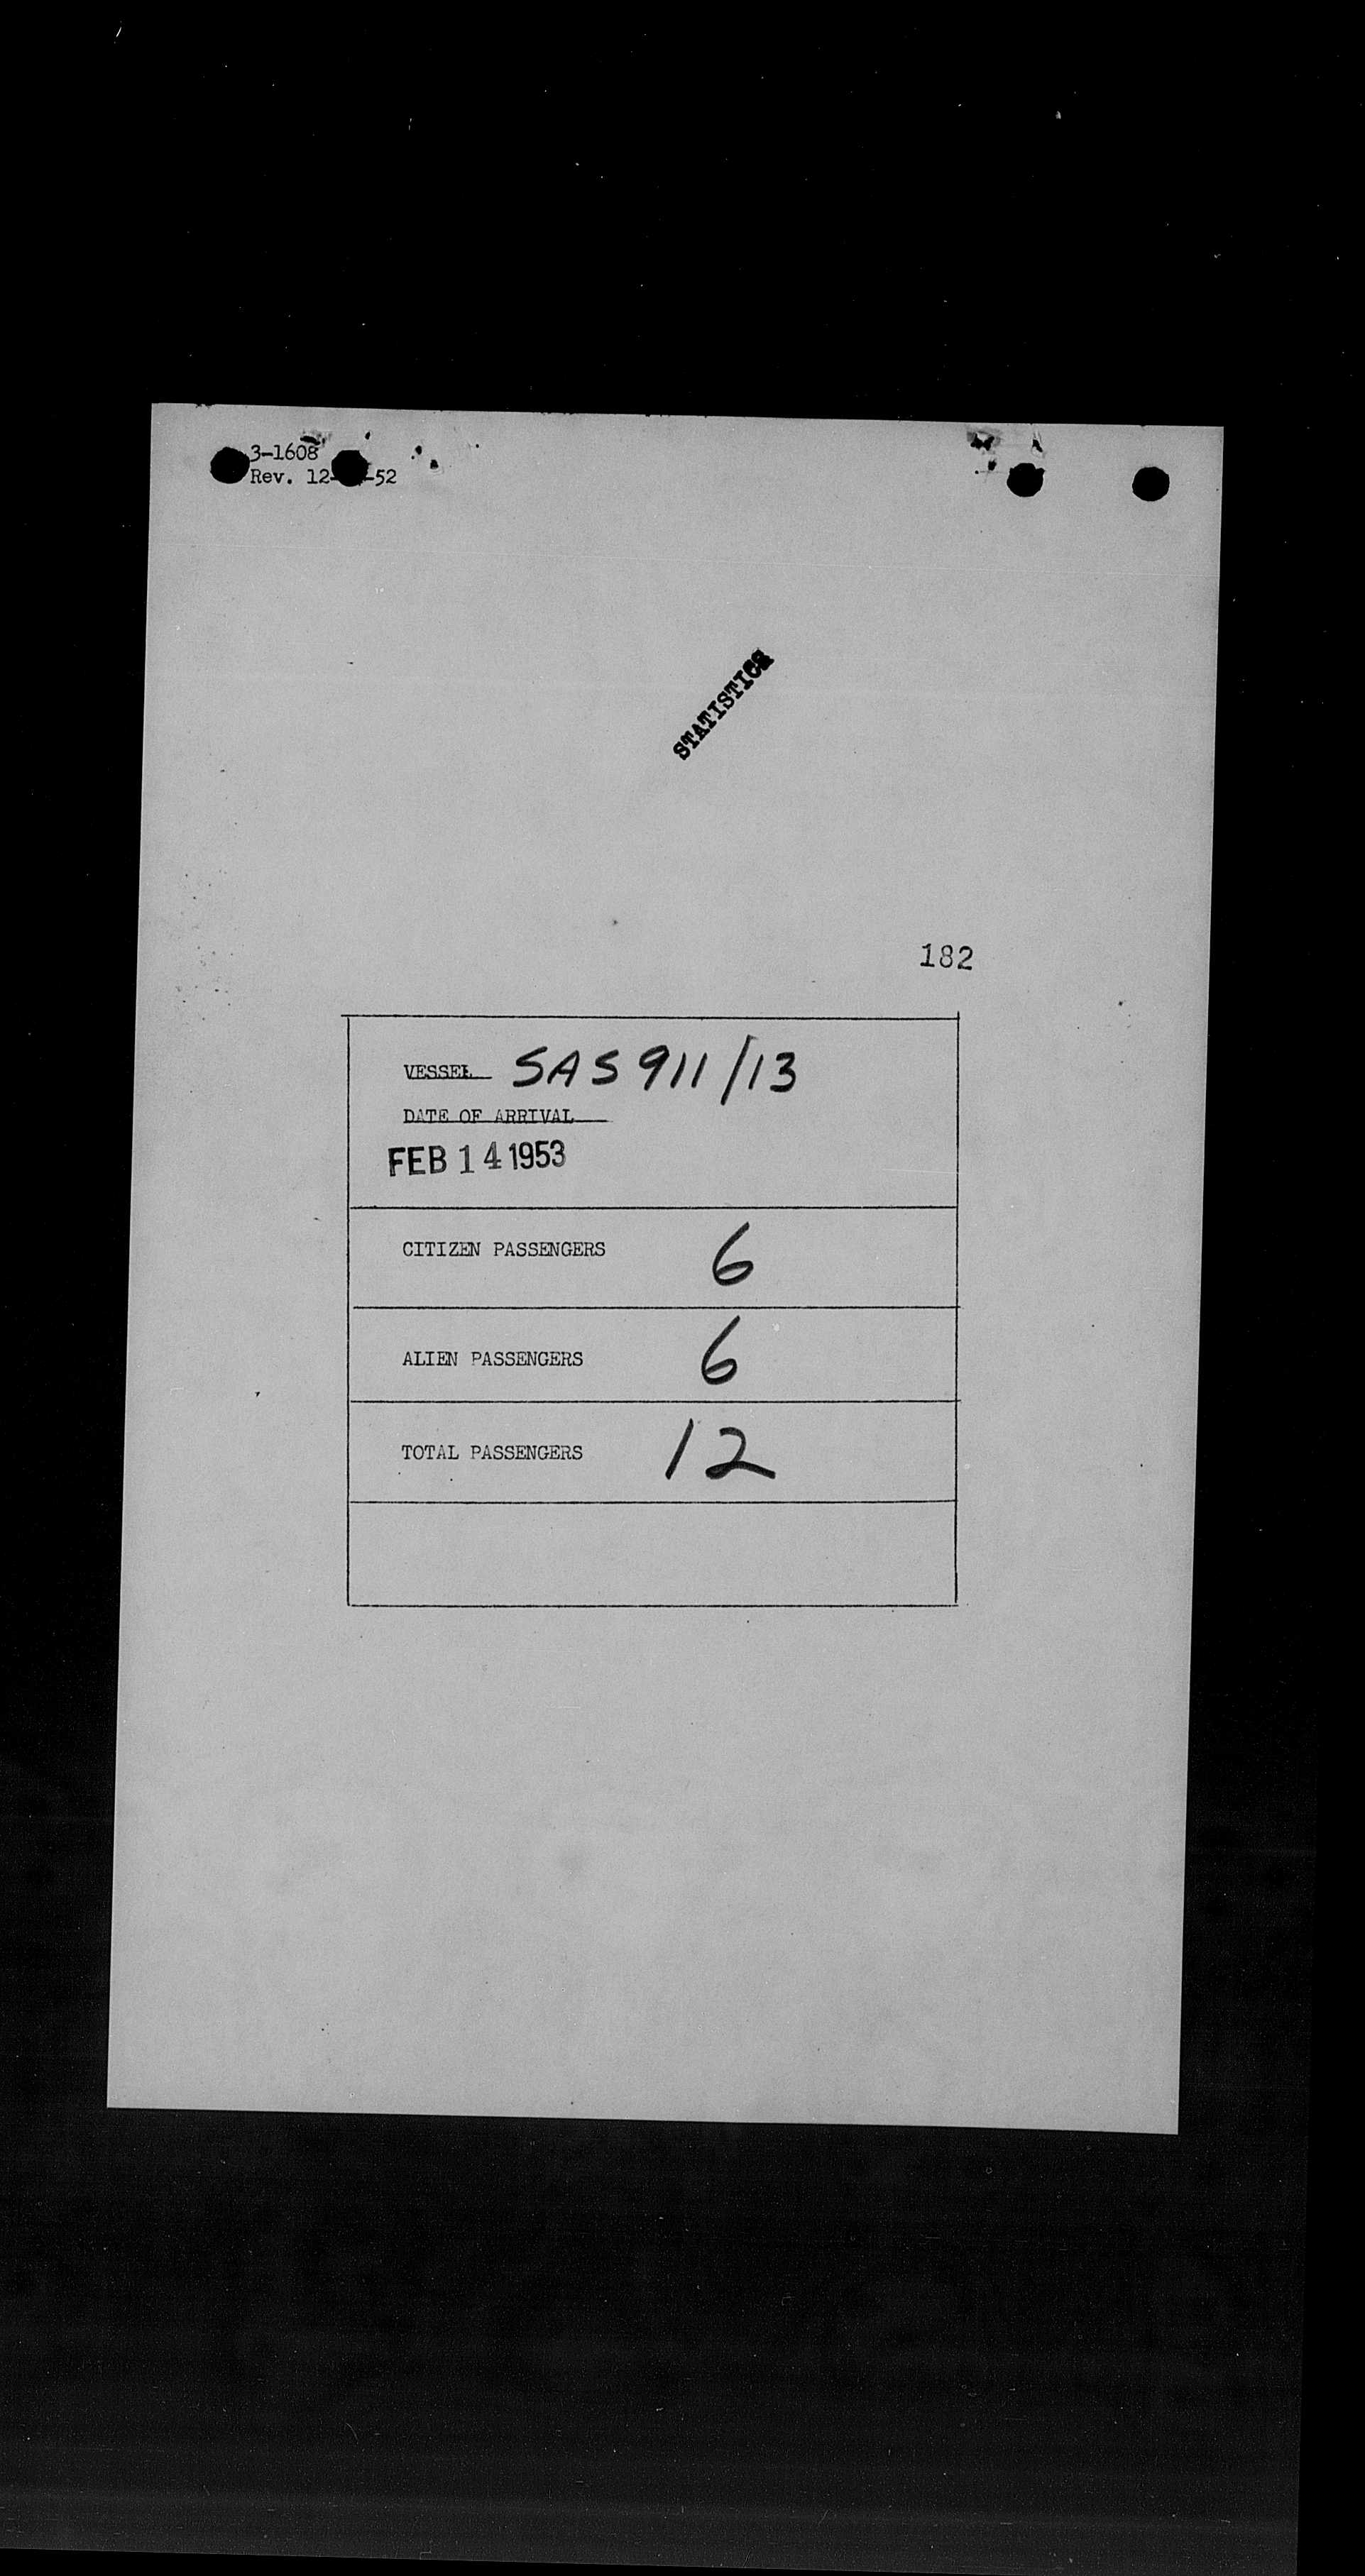 3-1608
Rev. 12- -52
STATISTICS
182
VESSEL SAS 911/13
DATE OF ARRIVAL
FEB 14 1953
CITIZEN PASSENGERS 6
ALIEN PASSENGERS 6
TOTAL PASSENGERS 12